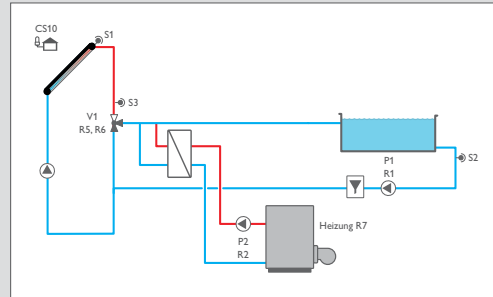 CS10
S1
S3
V1
R5, R6
S2
P1
R1
P2
R2
Heizung R7